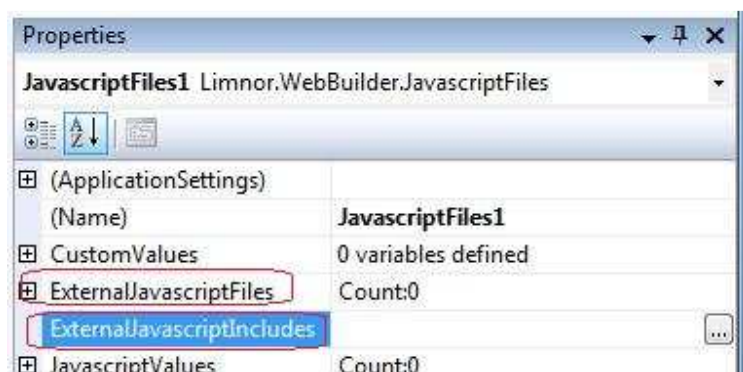 Properties
JavascriptFiles1 Limnor.WebBuilder.JavascriptFiles
(ApplicationSettings)
(Name) JavascriptFiles1
CustomValues 0 variables defined
ExternalJavascriptFiles Count:0
ExternalJavascriptIncludes ...
JavascriptValues Count:0